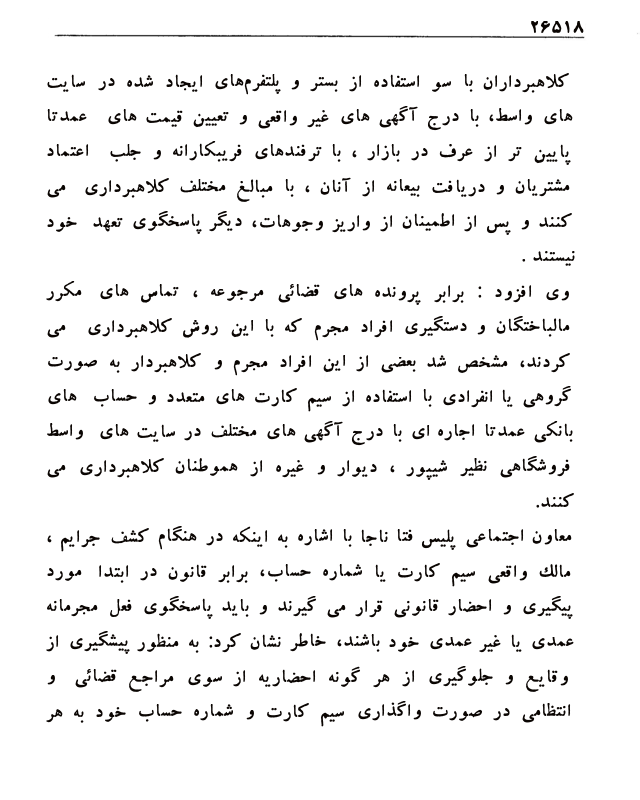 ۲۶۵۱۸
کلاهبرداران با سو استفاده از بستر و پلتفرم‌های ایجاد شده در سایت
های واسط، با درج آگهی های غیر واقعی و تعیین قیمت های عمدتا
پایین تر از عرف در بازار ، با ترفندهای فریبکارانه و جلب اعتماد
مشتریان و دریافت بیعانه از آنان ، با مبالغ مختلف کلاهبرداری می
کنند و پس از اطمینان از واریز وجوهات، دیگر پاسخگوی تعهد خود
نیستند .
وی افزود : برابر پرونده های قضائی مرجوعه ، تماس های مکرر
مالباختگان و دستگیری افراد مجرم که با این روش کلاهبرداری می
کردند، مشخص شد بعضی از این افراد مجرم و کلاهبردار به صورت
گروهی یا انفرادی با استفاده از سیم کارت های متعدد و حساب های
بانکی عمدتا اجاره ای با درج آگهی های مختلف در سایت های واسط
فروشگاهی نظیر شیپور ، دیوار و غیره از هموطنان کلاهبرداری می
کنند.
معاون اجتماعی پلیس فتا ناجا با اشاره به اینکه در هنگام کشف جرایم ،
مالك واقعی سیم کارت یا شماره حساب، برابر قانون در ابتدا مورد
پیگیری و احضار قانونی قرار می گیرند و باید پاسخگوی فعل مجرمانه
عمدی یا غیر عمدی خود باشند، خاطر نشان کرد: به منظور پیشگیری از
وقایع و جلوگیری از هر گونه احضاریه از سوی مراجع قضائی و
انتظامی در صورت واگذاری سیم کارت و شماره حساب خود به هر